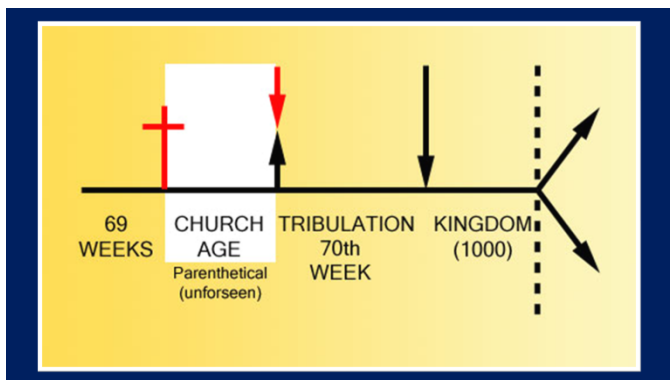 69
WEEKS
CHURCH
AGE
Parenthetical
(unforseen)
TRIBULATION
70th
WEEK
KINGDOM
(1000)